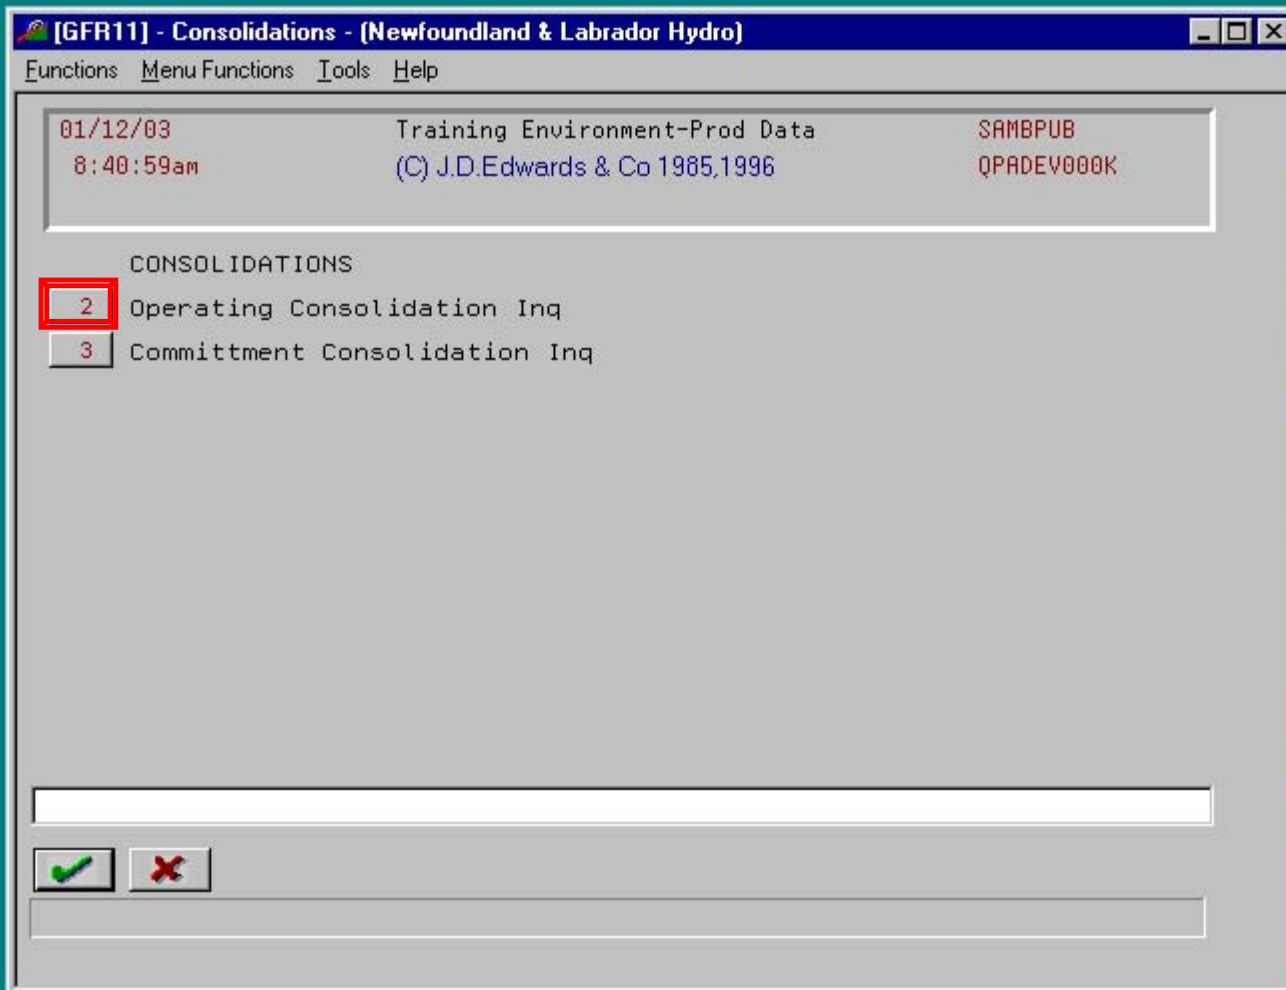 [GFR11] - Consolidations - (Newfoundland & Labrador Hydro)
Functions Menu Functions Tools Help
01/12/03 Training Environment-Prod Data SAMBPUB
8:40:59am (C) J.D.Edwards & Co 1985,1996 QPADEV000K
CONSOLIDATIONS
2 Operating Consolidation Inq
3 Committment Consolidation Inq